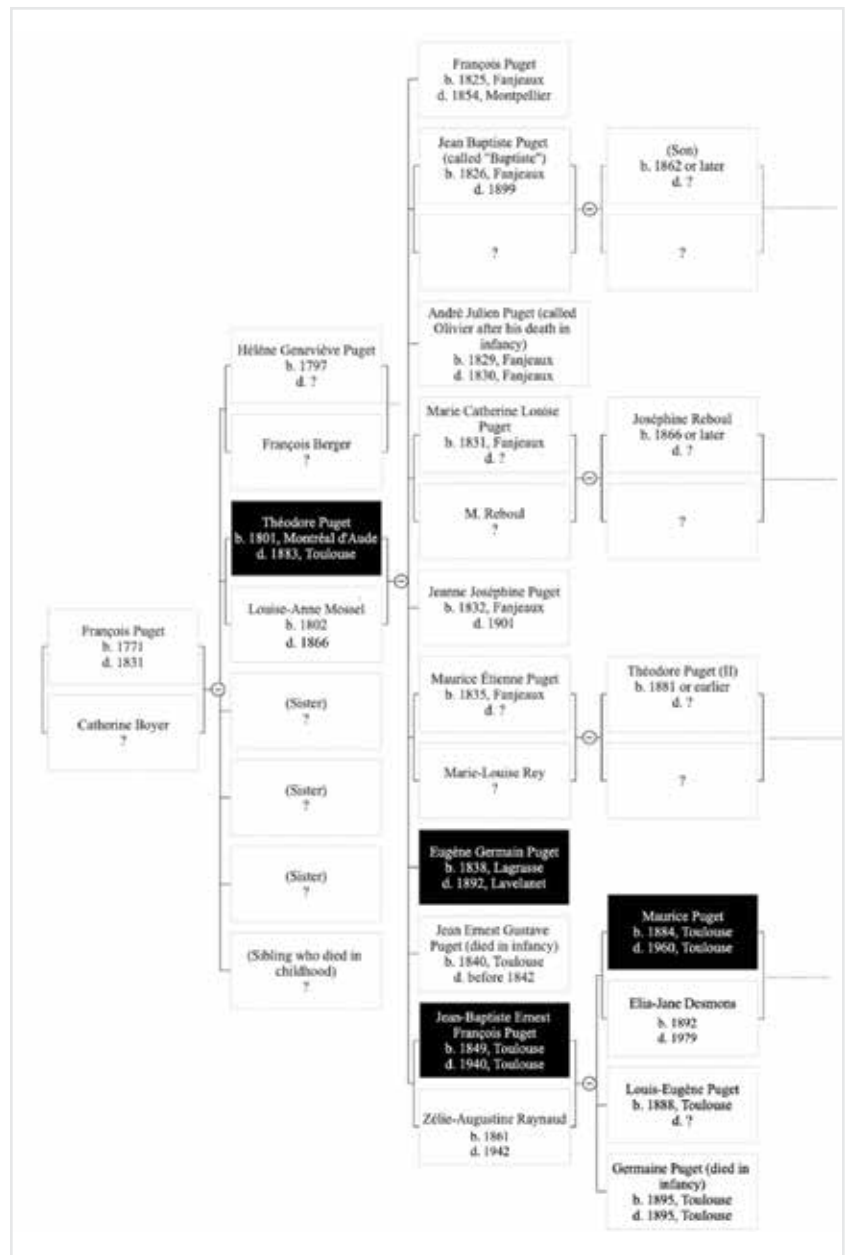 François Puget
b. 1771
d. 1831
Catherine Boyer
?
Hélène Geneviève Puget
b. 1797
d. ?
François Berger
?
Théodore Puget
b. 1801, Montréal d'Aude
d. 1883, Toulouse
Louise-Anne Mossel
b. 1802
d. 1866
(Sister)
?
(Sister)
?
(Sister)
?
(Sibling who died in
childhood)
?
François Puget
b. 1825, Fanjeaux
d. 1854, Montpellier
Jean Baptiste Puget
(called "Baptiste")
b. 1826, Fanjeaux
d. 1899
?
André Julien Puget (called
Olivier after his death in
infancy)
b. 1829, Fanjeaux
d. 1830, Fanjeaux
Marie Catherine Louise
Puget
b. 1831, Fanjeaux
d. ?
M. Reboul
?
Jeanne Joséphine Puget
b. 1832, Fanjeaux
d. 1901
Maurice Étienne Puget
b. 1835, Fanjeaux
d. ?
Marie-Louise Rey
?
Eugène Germain Puget
b. 1838, Lagrasse
d. 1892, Lavelanet
Jean Ernest Gustave
Puget (died in infancy)
b. 1840, Toulouse
d. before 1842
Jean-Baptiste Ernest
François Puget
b. 1849, Toulouse
d. 1940, Toulouse
Zélie-Augustine Raynaud
b. 1861
d. 1942
(Son)
b. 1862 or later
d. ?
?
Joséphine Reboul
b. 1866 or later
d. ?
?
Théodore Puget (II)
b. 1881 or earlier
d. ?
?
Maurice Puget
b. 1884, Toulouse
d. 1960, Toulouse
Elia-Jane Desmons
b. 1892
d. 1979
Louis-Eugène Puget
b. 1888, Toulouse
d. ?
Germaine Puget (died in
infancy)
b. 1895, Toulouse
d. 1895, Toulouse